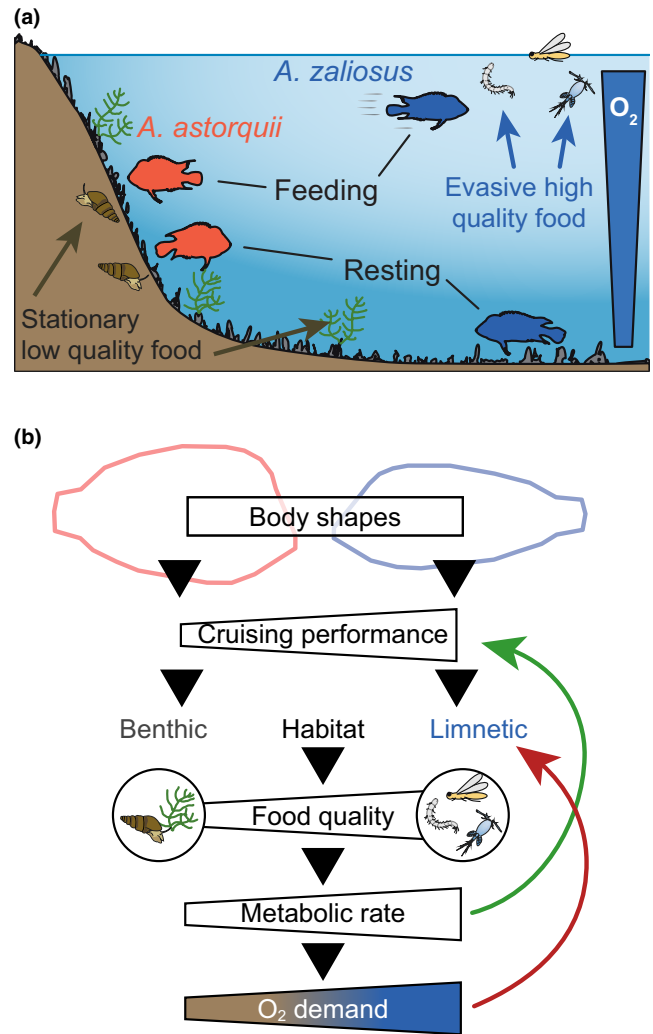 (a)
A. zaliosus
A. astorquii
O₂
Feeding
Evasive high
quality food
Resting
Stationary
low quality food
(b)
Body shapes
Cruising performance
Benthic
Habitat
Limnetic
Food quality
Metabolic rate
O₂ demand